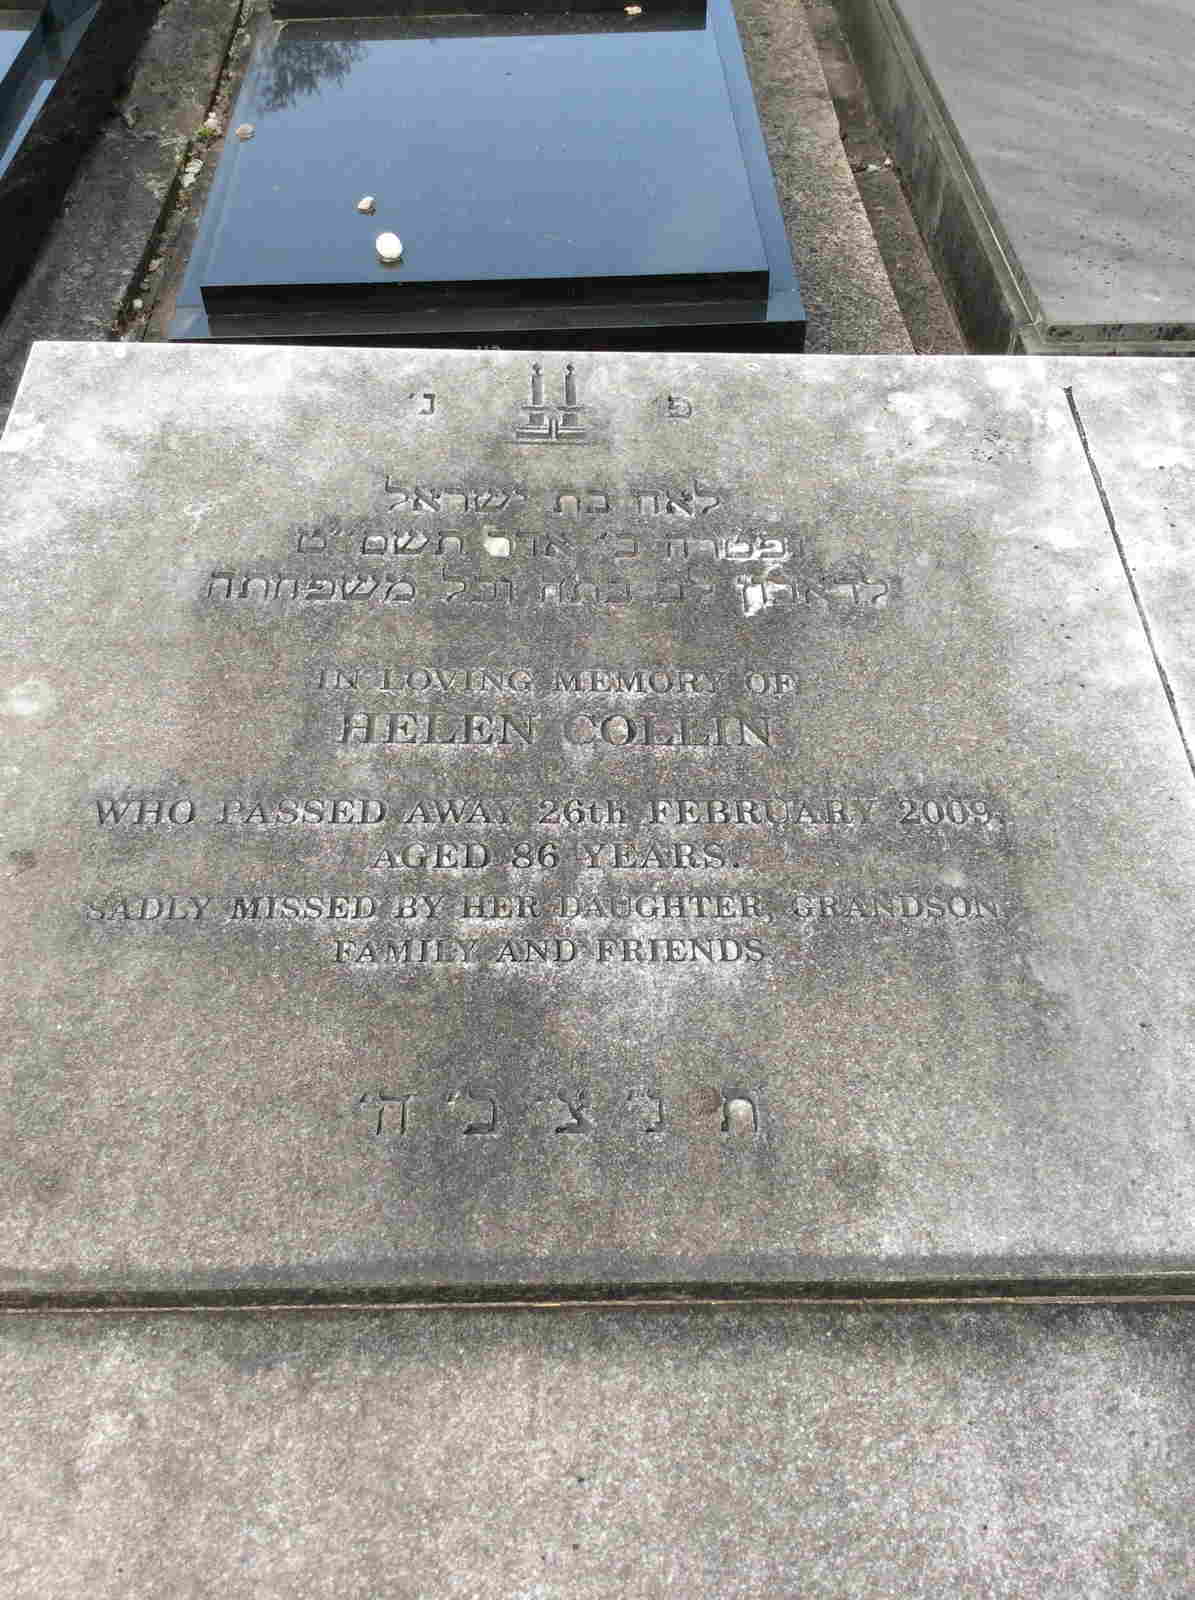 פ' נ'
לאה בת ישראל
נפטרה ב' אדר תשס"ט
לדאבון לב בתה וכל משפחתה
IN LOVING MEMORY OF
HELEN COLLIN
WHO PASSED AWAY 26th FEBRUARY 2009.
AGED 86 YEARS.
SADLY MISSED BY HER DAUGHTER, GRANDSON
FAMILY AND FRIENDS
ת' נ' צ' ב' ה'